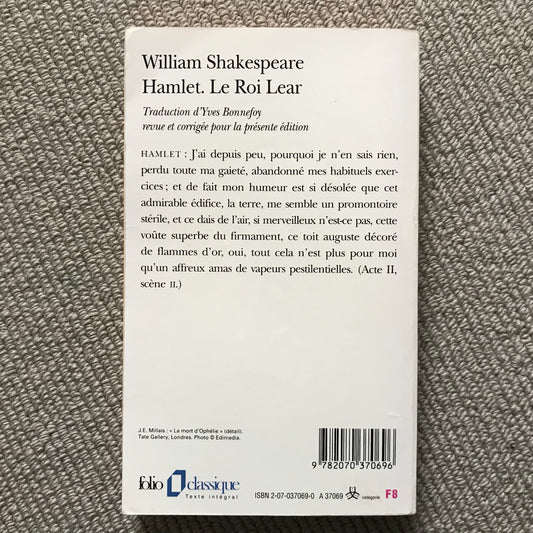 William Shakespeare
Hamlet. Le Roi Lear
Traduction d'Yves Bonnefoy
revue et corrigée pour la présente édition
HAMLET : J'ai depuis peu, pourquoi je n'en sais rien,
perdu toute ma gaieté, abandonné mes habituels exer-
cices ; et de fait mon humeur est si désolée que cet
admirable édifice, la terre, me semble un promontoire
stérile, et ce dais de l'air, si merveilleux n'est-ce pas, cette
voûte superbe du firmament, ce toit auguste décoré
de flammes d'or, oui, tout cela n'est plus pour moi
qu'un affreux amas de vapeurs pestilentielles. (Acte II,
scène II.)
J.E. Millais : « La mort d'Ophélie » (détail).
Tate Gallery, Londres. Photo © Edimedia.
9 782070 370696
folio classique
Texte intégral
ISBN 2-07-037069-0 A 37069 catégorie F8